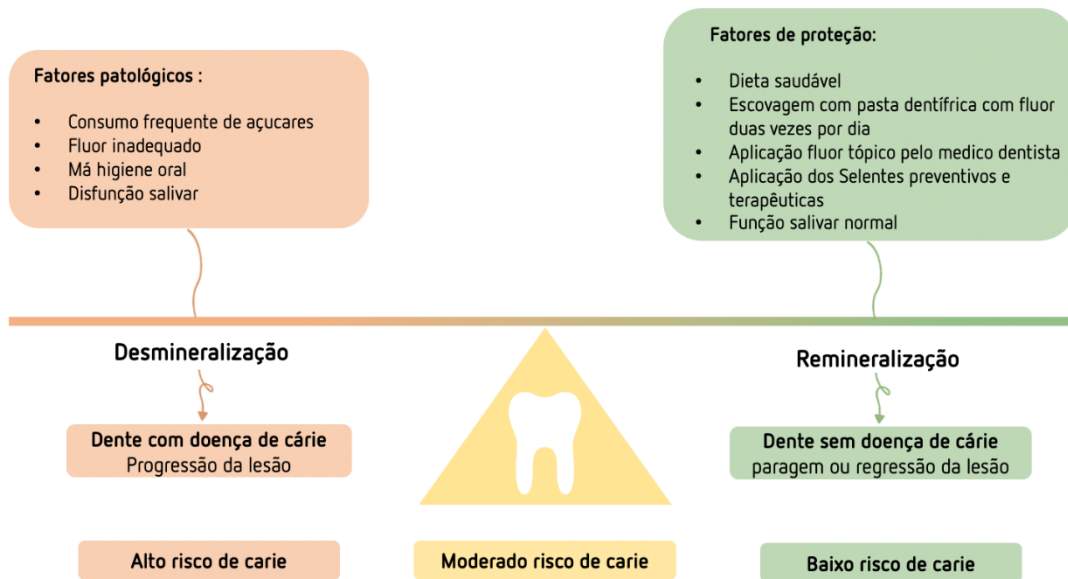 Fatores patológicos :
• Consumo frequente de açucares
• Fluor inadequado
• Má higiene oral
• Disfunção salivar
Fatores de proteção:
• Dieta saudável
• Escovagem com pasta dentífrica com fluor
duas vezes por dia
• Aplicação fluor tópico pelo medico dentista
• Aplicação dos Selentes preventivos e
terapêuticas
• Função salivar normal
Desmineralização
Remineralização
Dente com doença de cárie
Progressão da lesão
Dente sem doença de cárie
paragem ou regressão da lesão
Alto risco de carie
Moderado risco de carie
Baixo risco de carie